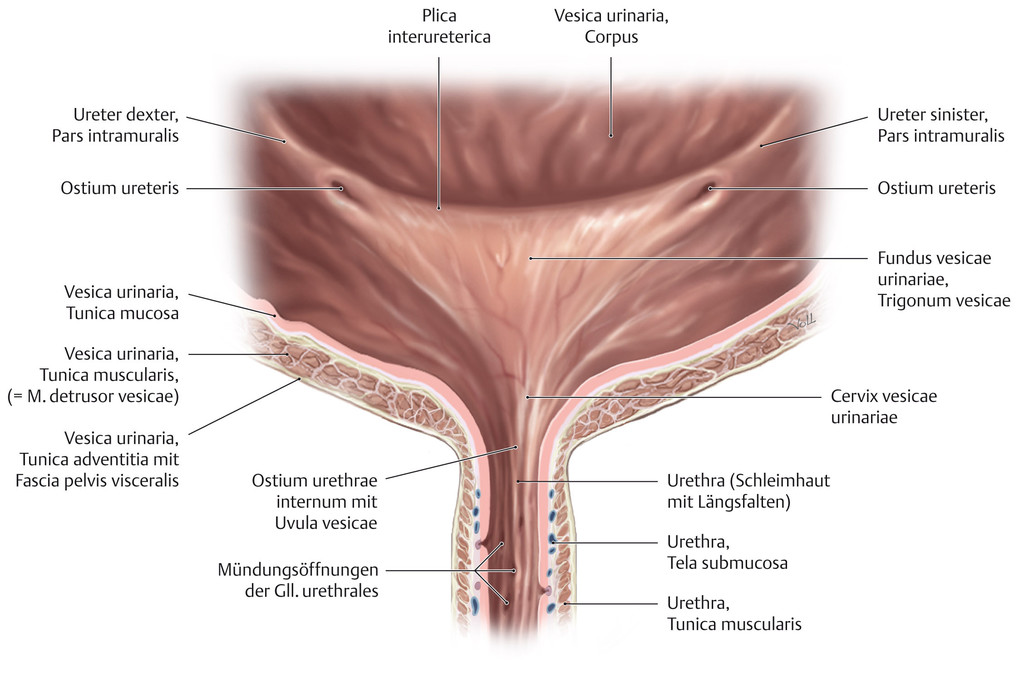 Plica
interureterica
Vesica urinaria,
Corpus
Ureter dexter,
Pars intramuralis
Ureter sinister,
Pars intramuralis
Ostium ureteris
Ostium ureteris
Fundus vesicae
urinariae,
Trigonum vesicae
Vesica urinaria,
Tunica mucosa
Voll
Vesica urinaria,
Tunica muscularis,
(= M. detrusor vesicae)
Cervix vesicae
urinariae
Vesica urinaria,
Tunica adventitia mit
Fascia pelvis visceralis
Ostium urethrae
internum mit
Uvula vesicae
Urethra (Schleimhaut
mit Längsfalten)
Urethra,
Tela submucosa
Mündungsöffnungen
der Gll. urethrales
Urethra,
Tunica muscularis